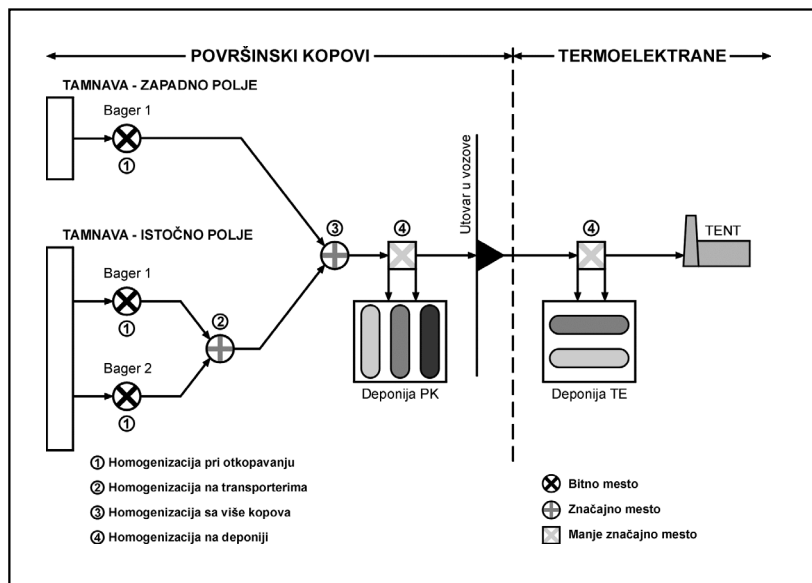 POVRŠINSKI KOPOVI
TERMOELEKTRANE
TAMNAVA - ZAPADNO POLJE
Bager 1
1
TAMNAVA - ISTOČNO POLJE
Bager 1
1
2
Bager 2
1
3
4
Deponija PK
Utovar u vozove
4
Deponija TE
TENT
1 Homogenizacija pri otkopavanju
2 Homogenizacija na transporterima
3 Homogenizacija sa više kopova
4 Homogenizacija na deponiji
Bitno mesto
Značajno mesto
Manje značajno mesto